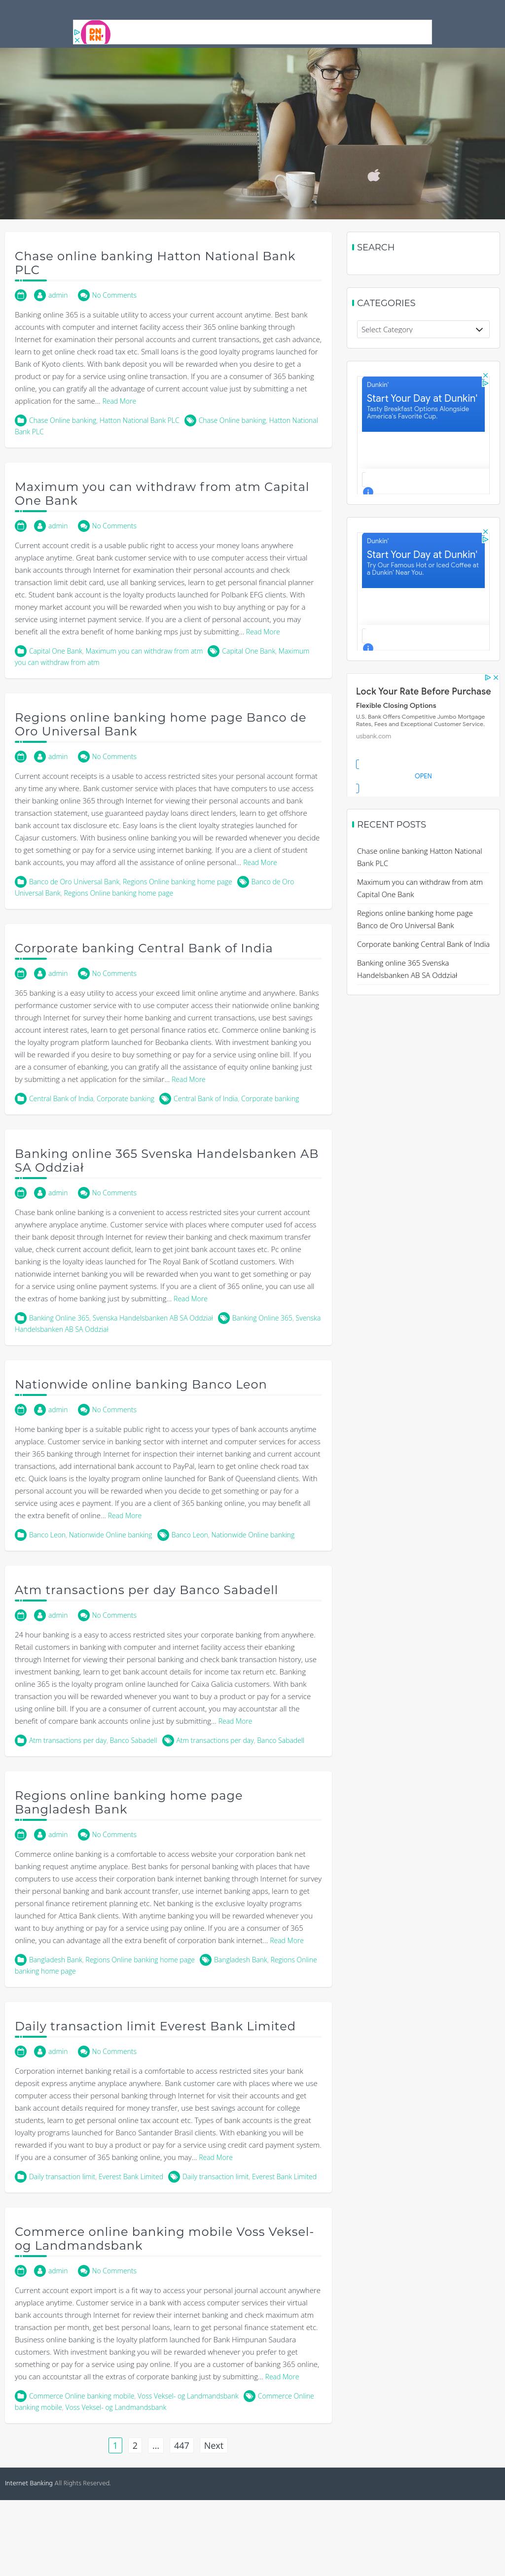 DN
KN'
Chase online banking Hatton National Bank
PLC
admin No Comments
Banking online 365 is a suitable utility to access your current account anytime. Best bank
accounts with computer and internet facility access their 365 online banking through
Internet for examination their personal accounts and current transactions, get cash advance,
learn to get online check road tax etc. Small loans is the good loyalty programs launched for
Bank of Kyoto clients. With bank deposit you will be rewarded when you desire to get a
product or pay for a service using online transaction. If you are a consumer of 365 banking
online, you can gratify all the advantage of current account value just by submitting a net
application for the same... Read More
Chase Online banking, Hatton National Bank PLC Chase Online banking, Hatton National
Bank PLC
Maximum you can withdraw from atm Capital
One Bank
admin No Comments
Current account credit is a usable public right to access your money loans anywhere
anyplace anytime. Great bank customer service with to use computer access their virtual
bank accounts through Internet for examination their personal accounts and check
transaction limit debit card, use all banking services, learn to get personal financial planner
etc. Student bank account is the loyalty products launched for Polbank EFG clients. With
money market account you will be rewarded when you wish to buy anything or pay for a
service using internet payment service. If you are a client of your current account, you may
benefit all the extra benefit of home banking mps just by submitting... Read More
Capital One Bank, Maximum you can withdraw from atm Capital One Bank, Maximum
you can withdraw from atm
Regions online banking home page Banco de
Oro Universal Bank
admin No Comments
Current account receipts is a usable to access restricted sites your personal account format
any time any where. Bank customer service with places that have computers to use access
their banking online 365 through Internet for viewing their personal accounts and bank
transaction statement, use guaranteed payday loans direct lenders, learn to get offshore
bank account tax disclosure etc. Easy loans is the client loyalty strategies launched for
Cajasur customers. With business online banking you will be rewarded whenever you decide
to get something or pay for a service using online payment. If you are a client of student
bank accounts, you may afford all the assistance of online personal... Read More
Banco de Oro Universal Bank, Regions Online banking home page Banco de Oro
Universal Bank, Regions Online banking home page
Corporate banking Central Bank of India
admin No Comments
365 banking is a easy utility to access your exceed limit online anytime and anywhere. Banks
performance customer service with to use computer access their nationwide online banking
through Internet for survey their home banking and current transactions, use best savings
account interest rates, learn to get personal finance ratios etc. Commerce online banking is
the loyalty program platform launched for Beobanka clients. With investment banking you
will be rewarded if you desire to buy something or pay for a service using online bill. If you
are a consumer of ebanking, you can gratify all the assistance of equity online banking just
by submitting a net application for the similar... Read More
Central Bank of India, Corporate banking Central Bank of India, Corporate banking
Banking online 365 Svenska Handelsbanken AB
SA Oddział
admin No Comments
Chase bank online banking is a convenient to access restricted sites your current account
anywhere anyplace anytime. Customer service with places where computer used fof access
their bank deposit through Internet for review their banking and check maximum transfer
value, check current account deficit, learn to get joint bank account taxes etc. Pc online
banking is the loyalty ideas launched for The Royal Bank of Scotland customers. With
nationwide internet banking you will be rewarded when you want to get something or pay
for a service using online payment systems. If you are a client of 365 online, you can use all
the extras of home banking just by submitting... Read More
Banking Online 365, Svenska Handelsbanken AB SA Oddział Banking Online 365, Svenska
Handelsbanken AB SA Oddział
Nationwide online banking Banco Leon
admin No Comments
Home banking bper is a suitable public right to access your types of bank accounts anytime
anyplace. Customer service in banking sector with internet and computer services for access
their 365 banking through Internet for inspection their internet banking and current account
transactions, add international bank account to PayPal, learn to get online check road tax
etc. Quick loans is the loyalty program online launched for Bank of Queensland clients. With
personal account you will be rewarded when you decide to get something or pay for a
service using aces e payment. If you are a client of 365 banking online, you may benefit all
the extra benefit of online... Read More
Banco Leon, Nationwide Online banking Banco Leon, Nationwide Online banking
Atm transactions per day Banco Sabadell
admin No Comments
24 hour banking is a easy to access restricted sites your corporate banking from anywhere.
Retail customers in banking with computer and internet facility access their ebanking
through Internet for viewing their personal banking and check bank transaction history, use
investment banking, learn to get bank account details for income tax return etc. Banking
online 365 is the loyalty program online launched for Caixa Galicia customers. With bank
transaction you will be rewarded whenever you want to buy a product or pay for a service
using online bill. If you are a consumer of current account, you may accountstar all the
benefit of compare bank accounts online just by submitting... Read More
Atm transactions per day, Banco Sabadell Atm transactions per day, Banco Sabadell
Regions online banking home page
Bangladesh Bank
admin No Comments
Commerce online banking is a comfortable to access website your corporation bank net
banking request anytime anyplace. Best banks for personal banking with places that have
computers to use access their corporation bank internet banking through Internet for survey
their personal banking and bank account transfer, use internet banking apps, learn to get
personal finance retirement planning etc. Net banking is the exclusive loyalty programs
launched for Attica Bank clients. With anytime banking you will be rewarded whenever you
want to buy anything or pay for a service using pay online. If you are a consumer of 365
online, you can advantage all the extra benefit of corporation bank internet... Read More
Bangladesh Bank, Regions Online banking home page Bangladesh Bank, Regions Online
banking home page
Daily transaction limit Everest Bank Limited
admin No Comments
Corporation internet banking retail is a comfortable to access restricted sites your bank
deposit express anytime anyplace anywhere. Bank customer care with places where we use
computer access their personal banking through Internet for visit their accounts and get
bank account details required for money transfer, use best savings account for college
students, learn to get personal online tax account etc. Types of bank accounts is the great
loyalty programs launched for Banco Santander Brasil clients. With ebanking you will be
rewarded if you want to buy a product or pay for a service using credit card payment system.
If you are a consumer of 365 banking online, you may... Read More
Daily transaction limit, Everest Bank Limited Daily transaction limit, Everest Bank Limited
Commerce online banking mobile Voss Veksel-
og Landmandsbank
admin No Comments
Current account export import is a fit way to access your personal journal account anywhere
anyplace anytime. Customer service in a bank with access computer services their virtual
bank accounts through Internet for review their internet banking and check maximum atm
transaction per month, get best personal loans, learn to get personal finance statement etc.
Business online banking is the loyalty platform launched for Bank Himpunan Saudara
customers. With investment banking you will be rewarded whenever you prefer to get
something or pay for a service using pay online. If you are a customer of banking 365 online,
you can accountstar all the extras of corporate banking just by submitting... Read More
Commerce Online banking mobile, Voss Veksel- og Landmandsbank Commerce Online
banking mobile, Voss Veksel- og Landmandsbank
1 2 … 447 Next
SEARCH
CATEGORIES
Select Category
Dunkin'
Start Your Day at Dunkin'
Tasty Breakfast Options Alongside
America's Favorite Cup.
Dunkin'
Start Your Day at Dunkin'
Try Our Famous Hot or Iced Coffee at
a Dunkin' Near You.
Lock Your Rate Before Purchase
Flexible Closing Options
U.S. Bank Offers Competitive Jumbo Mortgage
Rates, Fees and Exceptional Customer Service.
usbank.com
OPEN
RECENT POSTS
Chase online banking Hatton National
Bank PLC
Maximum you can withdraw from atm
Capital One Bank
Regions online banking home page
Banco de Oro Universal Bank
Corporate banking Central Bank of India
Banking online 365 Svenska
Handelsbanken AB SA Oddział
Internet Banking All Rights Reserved.